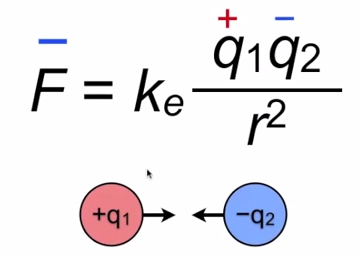 + −
− q₁q₂
F = kₑ
r²
+q₁ −q₂